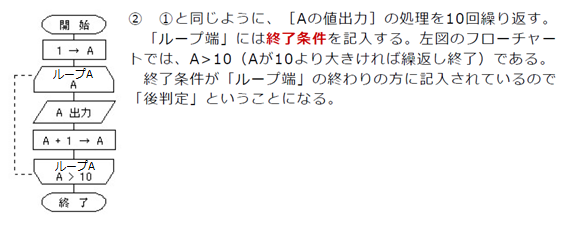 開 始
1 → A
ループA
A
A 出力
A + 1 → A
ループA
A > 10
終 了
② ①と同じように、［Aの値出力］の処理を10回繰り返す。
「ループ端」には終了条件を記入する。左図のフローチャー
トでは、A>10（Aが10より大きければ繰返し終了）である。
終了条件が「ループ端」の終わりの方に記入されているので
「後判定」ということになる。